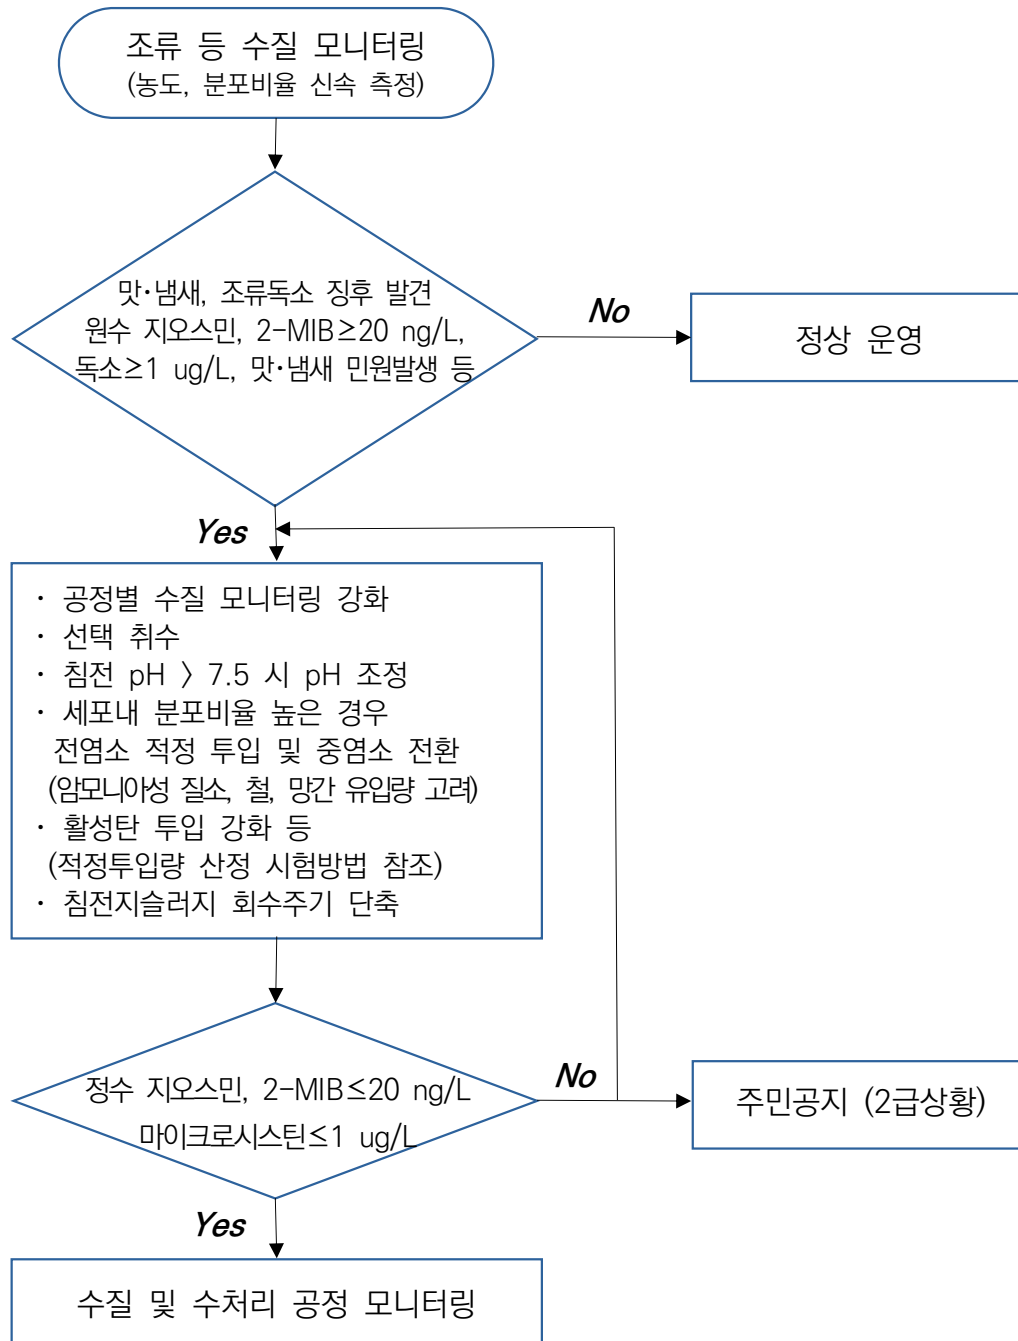 조류 등 수질 모니터링
(농도, 분포비율 신속 측정)
맛·냄새, 조류독소 징후 발견
원수 지오스민, 2-MIB≥20 ng/L,
독소≥1 ug/L, 맛·냄새 민원발생 등
No
정상 운영
Yes
· 공정별 수질 모니터링 강화
· 선택 취수
· 침전 pH 〉 7.5 시 pH 조정
· 세포내 분포비율 높은 경우
전염소 적정 투입 및 중염소 전환
(암모니아성 질소, 철, 망간 유입량 고려)
· 활성탄 투입 강화 등
(적정투입량 산정 시험방법 참조)
· 침전지슬러지 회수주기 단축
정수 지오스민, 2-MIB≤20 ng/L
마이크로시스틴≤1 ug/L
No
주민공지 (2급상황)
Yes
수질 및 수처리 공정 모니터링